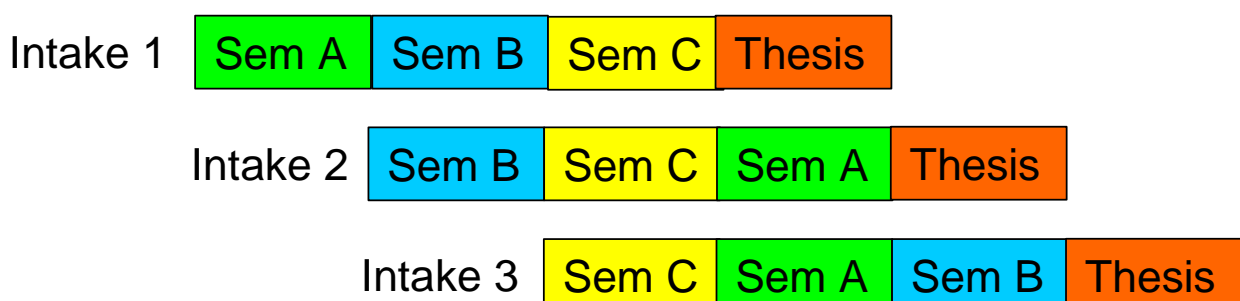 Intake 1 Sem A Sem B Sem C Thesis
Intake 2 Sem B Sem C Sem A Thesis
Intake 3 Sem C Sem A Sem B Thesis